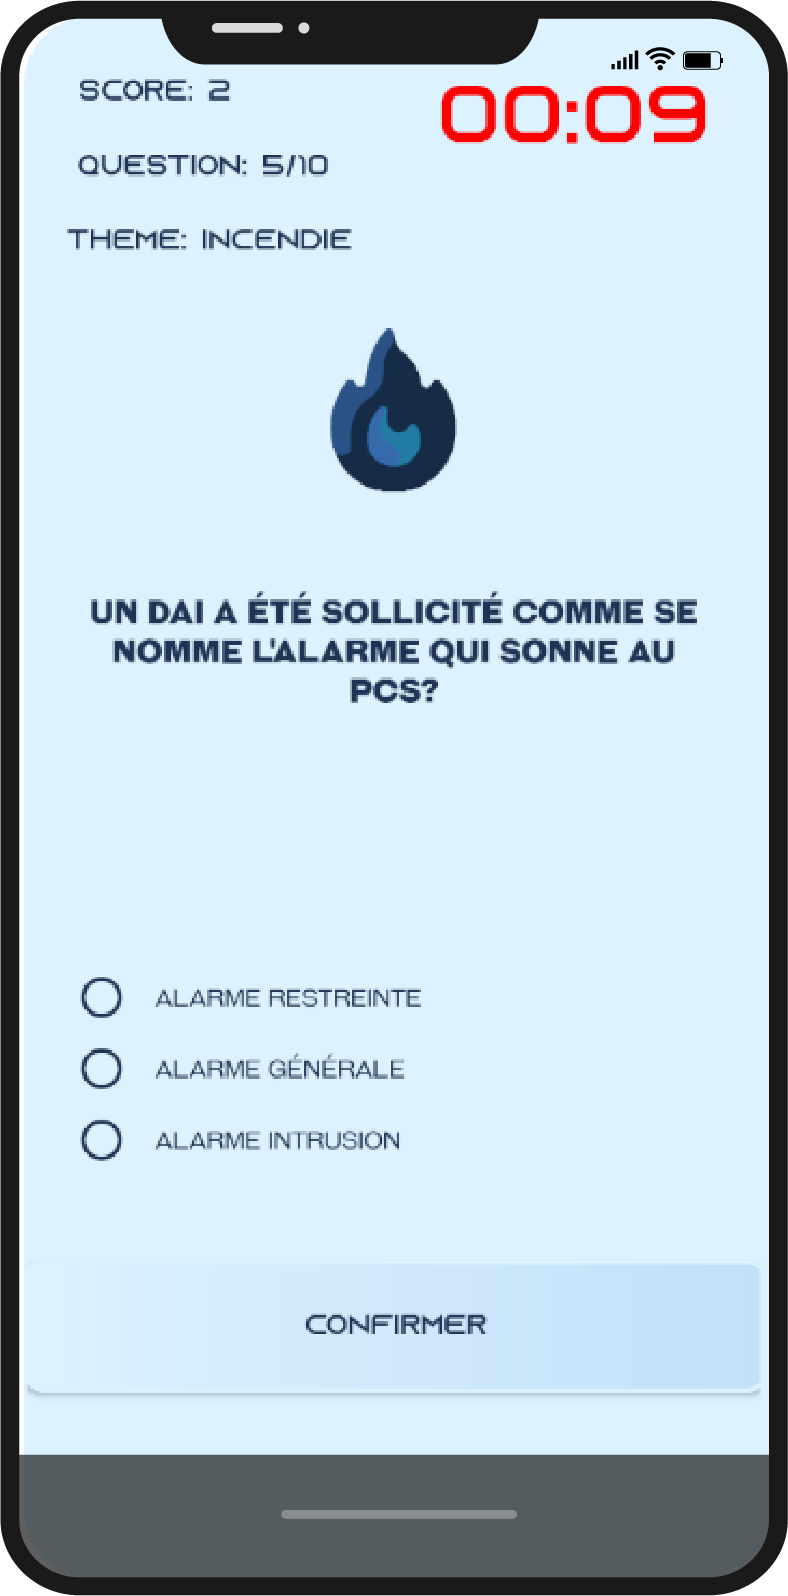 SCORE: 2
00:09
QUESTION: 5/10
THEME: INCENDIE
UN DAI A ÉTÉ SOLLICITÉ COMME SE
NOMME L'ALARME QUI SONNE AU
PCS?
ALARME RESTREINTE
ALARME GÉNÉRALE
ALARME INTRUSION
CONFIRMER